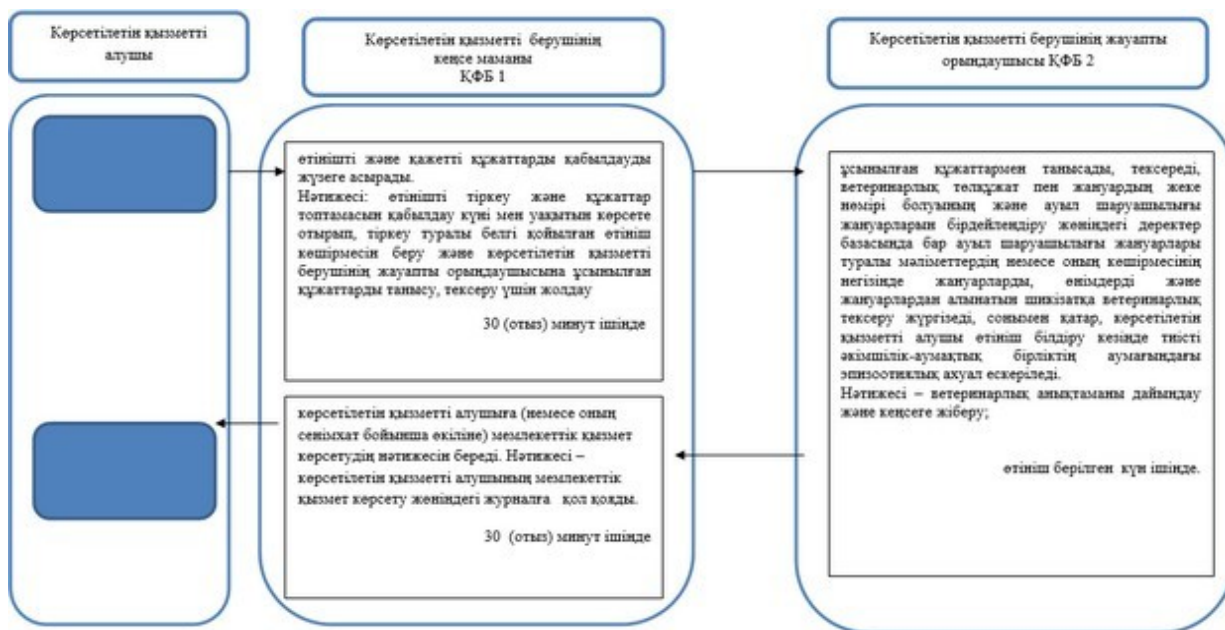 Көрсетілетін қызметті
алушы
Көрсетілетін қызметті берушінің
кеңсе маманы
ҚФБ 1
Көрсетілетін қызметті берушінің жауапты
орындаушысы ҚФБ 2
өтінішті және қажетті құжаттарды қабылдауды
жүзеге асырады.
Нәтижесі: өтінішті тіркеу және құжаттар
топтамасын қабылдау күні мен уақытын көрсете
отырып, тіркеу туралы белгі қойылған өтініш
көшірмесін беру және көрсетілетін қызметті
берушінің жауапты орындаушысына ұсынылған
құжаттарды танысу, тексеру үшін жолдау
30 (отыз) минут ішінде
ұсынылған құжаттармен танысады, тексереді,
ветеринарлық төлқұжат пен жануардың жеке
нөмірі болуының және ауыл шаруашылығы
жануарларын бірдейлендіру жөніндегі деректер
базасында бар ауыл шаруашылығы жануарлары
туралы мәліметтердің немесе оның көшірмесінің
негізінде жануарларды, өнімдерді және
жануарлардан алынатын шикізатқа ветеринарлық
тексеру жүргізеді, сонымен қатар, көрсетілетін
қызметті алушы өтініш білдіру кезінде тиісті
әкімшілік-аумақтық бірліктің аумағындағы
эпизоотиялық ахуал ескеріледі.
Нәтижесі – ветеринарлық анықтаманы дайындау
және кеңсеге жіберу;
өтініш берілген күн ішінде.
көрсетілетін қызметті алушыға (немесе оның
сенімхат бойынша өкіліне) мемлекеттік қызмет
көрсетудің нәтижесін береді. Нәтижесі –
көрсетілетін қызметті алушының мемлекеттік
қызмет көрсету жөніндегі журналға қол қояды.
30 (отыз) минут ішінде